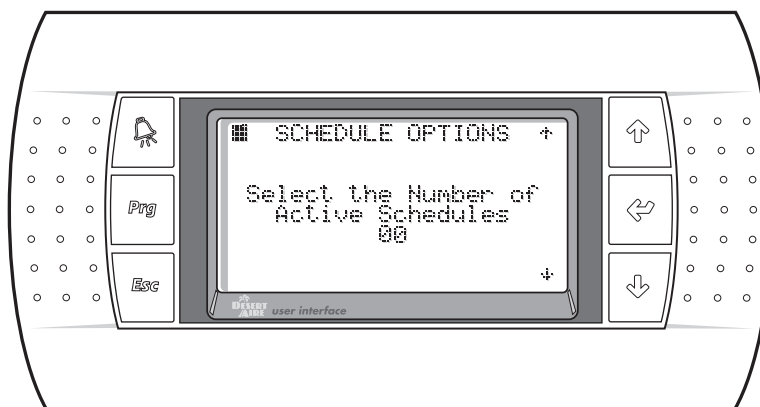 SCHEDULE OPTIONS
Select the Number of
Active Schedules
00
Prg
Esc
DESERT
AIRE
user interface